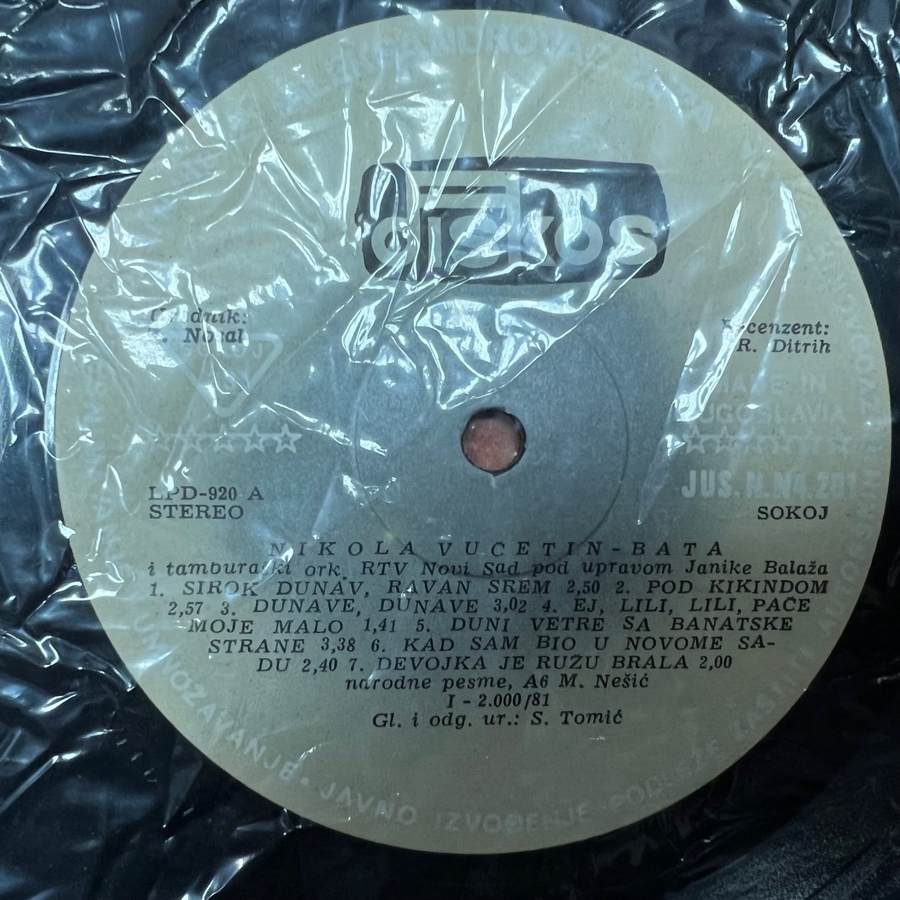 ALEKSANDROVAC
diskos
Recenzent:
R. Ditrih
MADE IN
JUGOSLAVIA
LPD-920 A
STEREO
JUS. N. N4. 201
SOKOJ
NIKOLA VUCETIN-BATA
i tamburaški ork. RTV Novi Sad pod upravom Janike Balaža
1. SIROK DUNAV, RAVAN SREM 2,50 2. POD KIKINDOM
2,57 3. DUNAVE, DUNAVE 3,02 4. EJ, LILI, LILI, PAČE
MOJE MALO 1,41 5. DUNI VETRE SA BANATSKE
STRANE 3,38 6. KAD SAM BIO U NOVOME SA-
DU 2,40 7. DEVOJKA JE RUŽU BRALA 2,00
narodne pesme, A6 M. Nešić
I - 2.000/81
Gl. i odg. ur.: S. Tomić
UMNOŽAVANJE • JAVNO IZVOĐENJE PODLEŽE ZAŠTITI